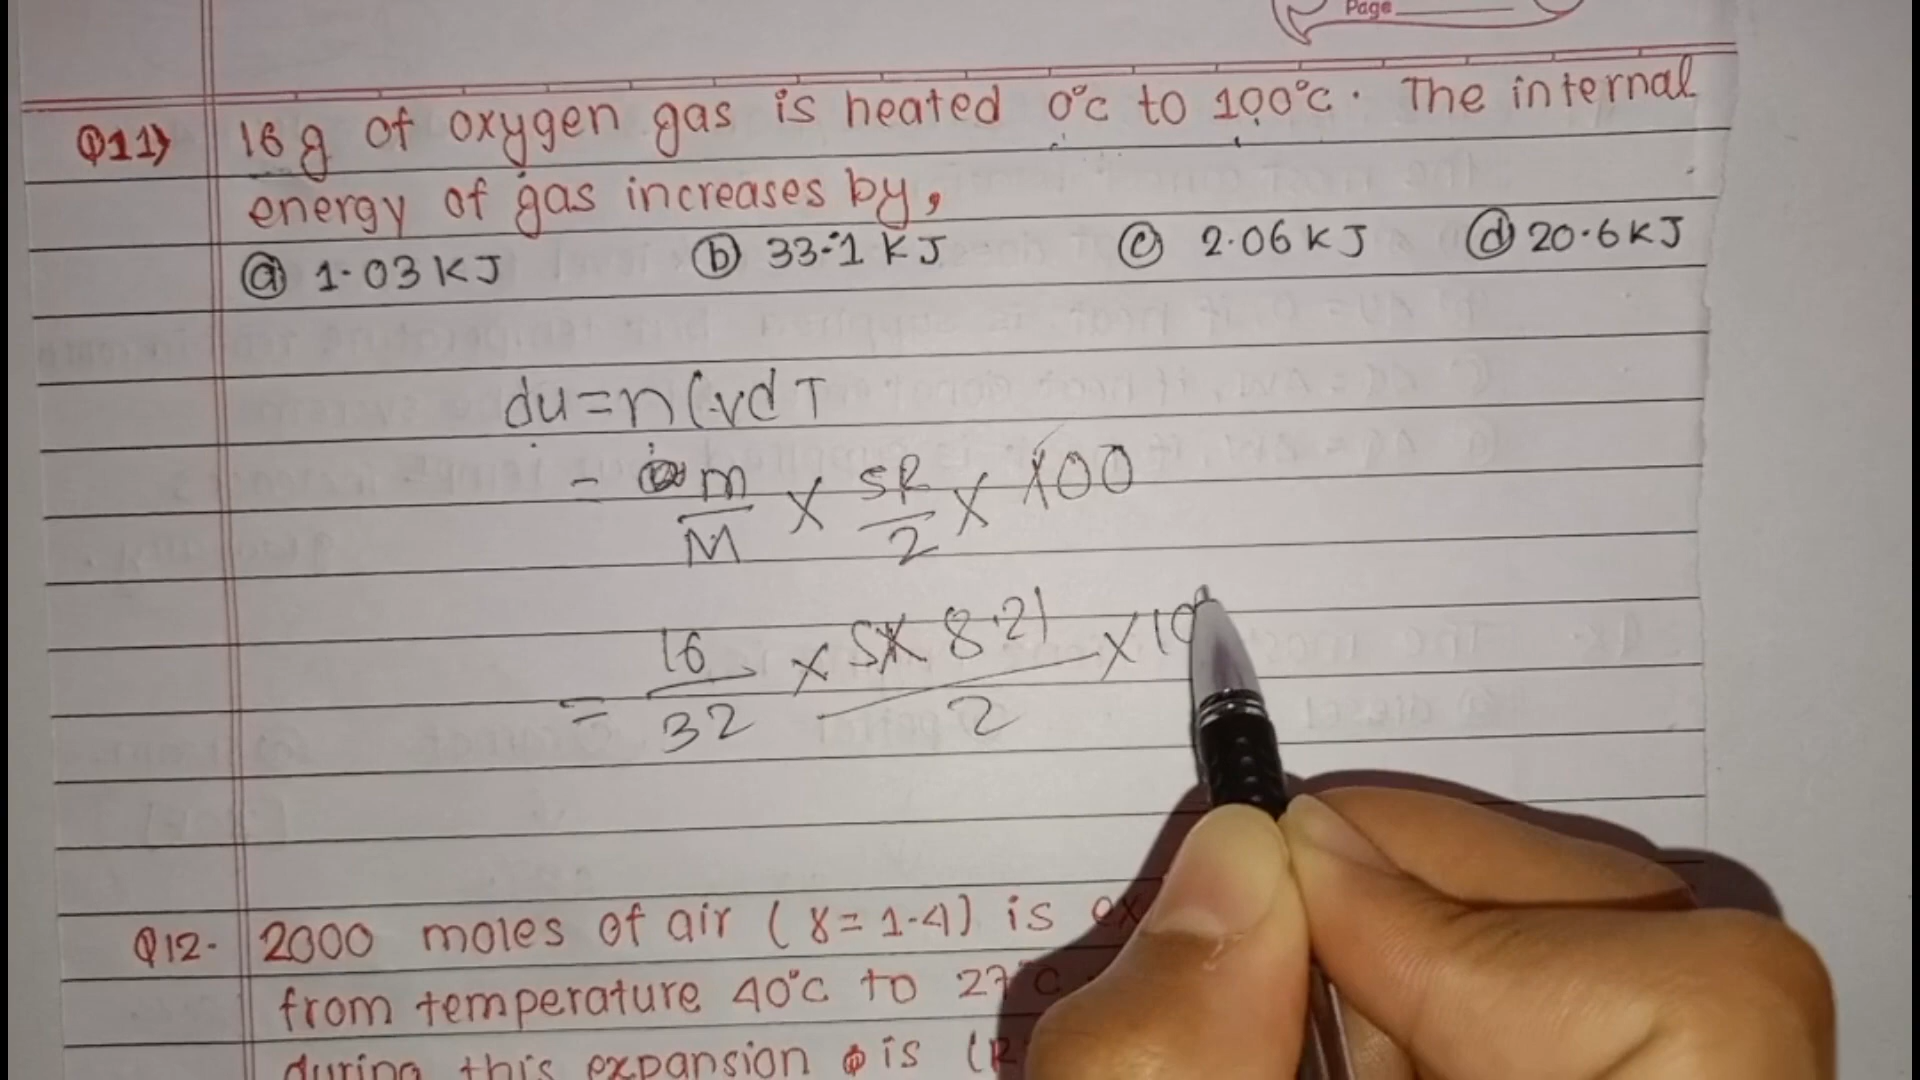 Page
Q11) 16 g of oxygen gas is heated 0°c to 100°c. The internal
energy of gas increases by,
(a) 1.03 KJ (b) 33.1 KJ (c) 2.06 KJ (d) 20.6 KJ
du = n CvdT
= m/M × 5R/2 × 100
= 16/32 × 5 × 8.21/2 × 10
Q12- 2000 moles of air (γ = 1.4) is
from temperature 40°c to 27°c
during this expansion is (R